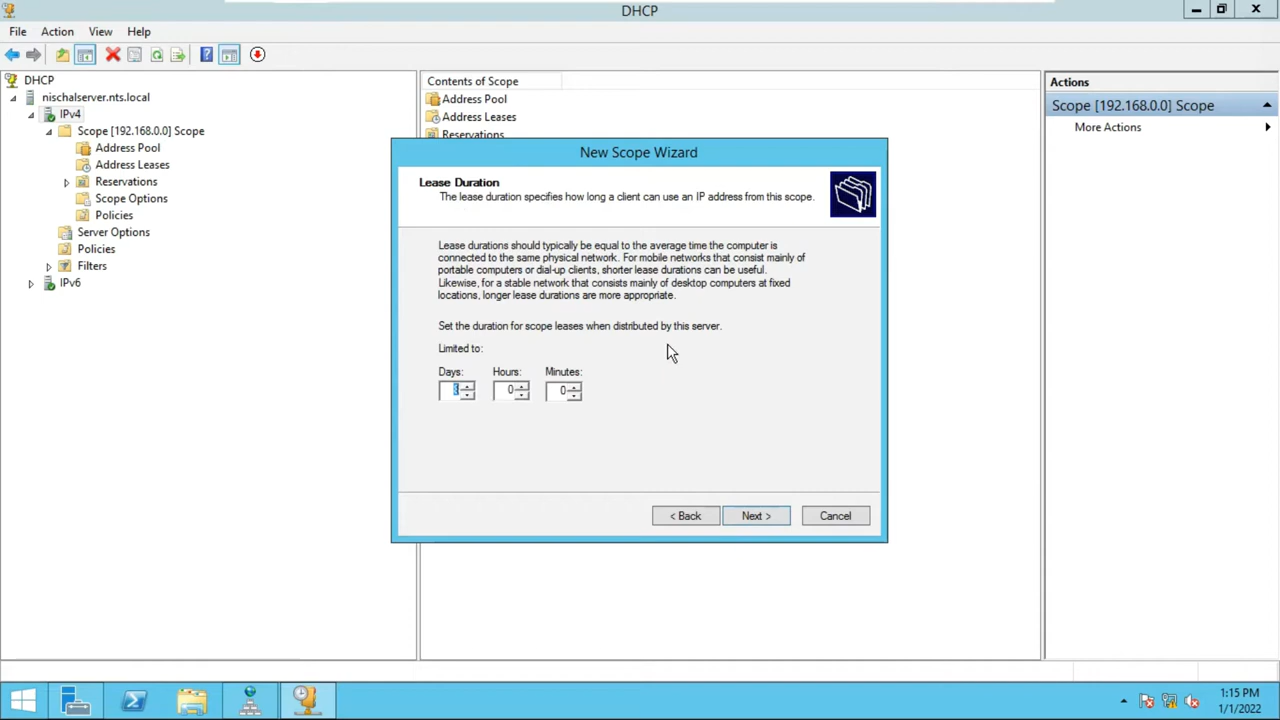 DHCP
File Action View Help
DHCP
nischalserver.nts.local
IPv4
Scope [192.168.0.0] Scope
Address Pool
Address Leases
Reservations
Scope Options
Policies
Server Options
Policies
Filters
IPv6
Contents of Scope
Address Pool
Address Leases
Reservations
Actions
Scope [192.168.0.0] Scope
More Actions
New Scope Wizard
Lease Duration
The lease duration specifies how long a client can use an IP address from this scope.
Lease durations should typically be equal to the average time the computer is
connected to the same physical network. For mobile networks that consist mainly of
portable computers or dial-up clients, shorter lease durations can be useful.
Likewise, for a stable network that consists mainly of desktop computers at fixed
locations, longer lease durations are more appropriate.
Set the duration for scope leases when distributed by this server.
Limited to:
Days: Hours: Minutes:
0 0
< Back Next > Cancel
1:15 PM
1/1/2022